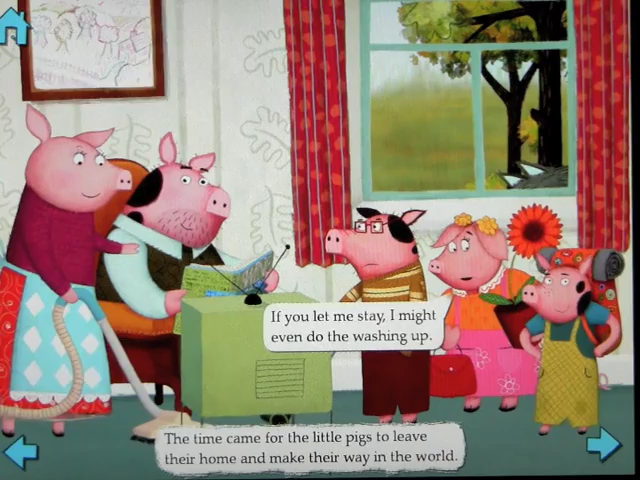 If you let me stay, I might
even do the washing up.
The time came for the little pigs to leave
their home and make their way in the world.